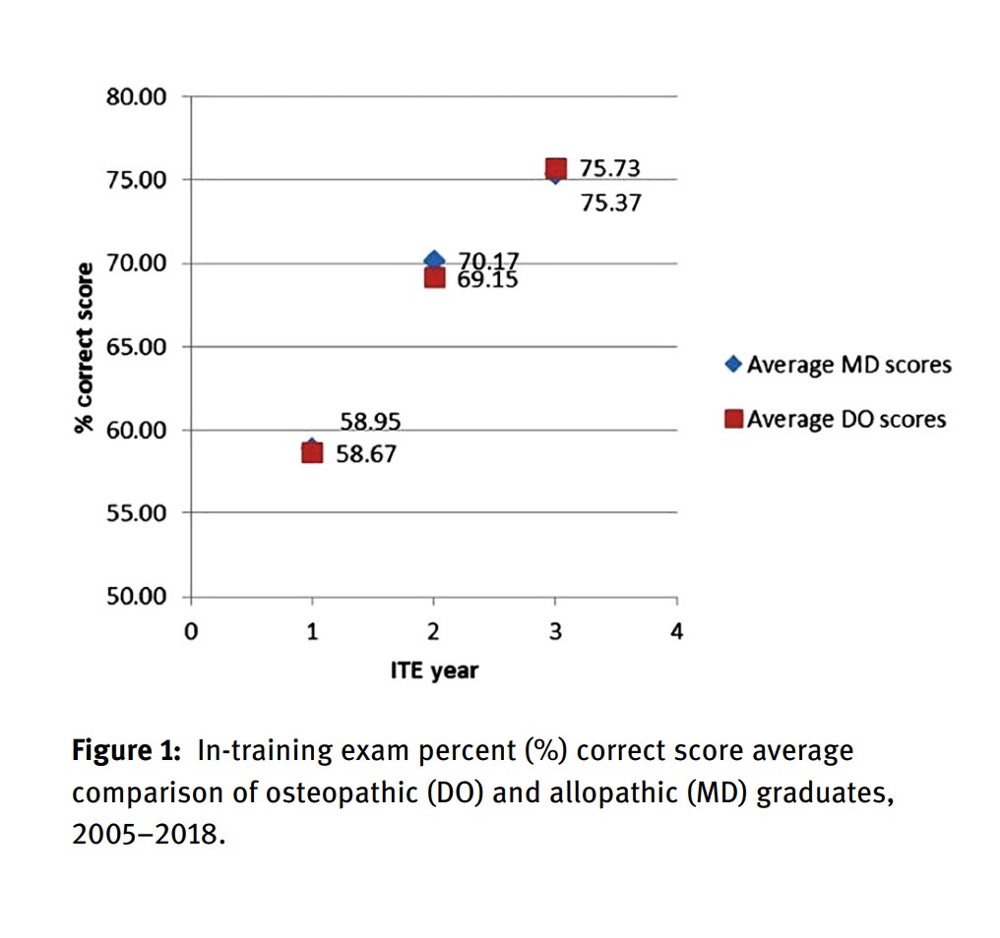 80.00
75.73
75.00
75.37
70.00
70.17
69.15
65.00
% correct score
Average MD scores
Average DO scores
60.00
58.95
58.67
55.00
50.00
0 1 2 3 4
ITE year
Figure 1: In-training exam percent (%) correct score average
comparison of osteopathic (DO) and allopathic (MD) graduates,
2005–2018.